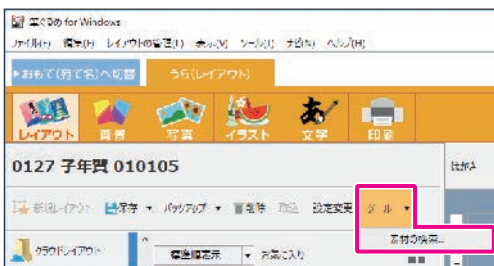 筆ぐるめ for Windows
ファイル(F) 編集(E) レイアウトの管理(L) 表示(V) ツール(T) ナビ(N) ヘルプ(H)
▶おもて(宛て名)へ切替 うら(レイアウト)
レイアウト 背景 写真 イラスト 文字 印刷
0127 子年賀 010105
はがき
新規レイアウト 保存 ▼ バックアップ ▼ 削除 取込 設定変更 ツール ▼
素材の検索...
クラウドレイアウト 標準順表示 ▼ お気に入り